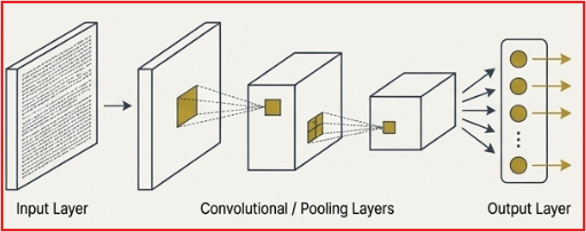 Input Layer
Convolutional / Pooling Layers
Output Layer